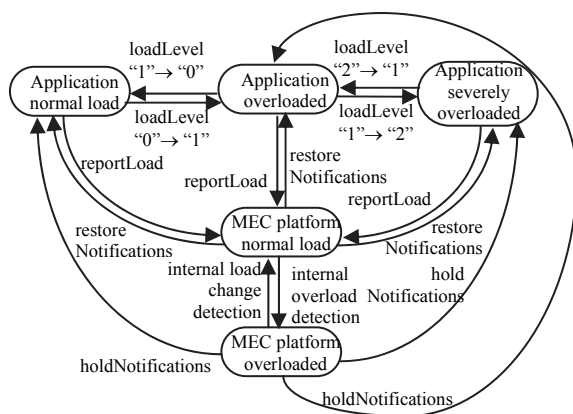 loadLevel
“1”→ “0”
loadLevel
“2”→ “1”
Application
normal load
Application
overloaded
Application
severely
overloaded
loadLevel
“0”→ “1”
loadLevel
“1”→ “2”
reportLoad
reportLoad
restore
Notifications
reportLoad
restore
Notifications
MEC platform
normal load
restore
Notifications
internal load
change
detection
internal
overload
detection
hold
Notifications
MEC platform
overloaded
holdNotifications
holdNotifications